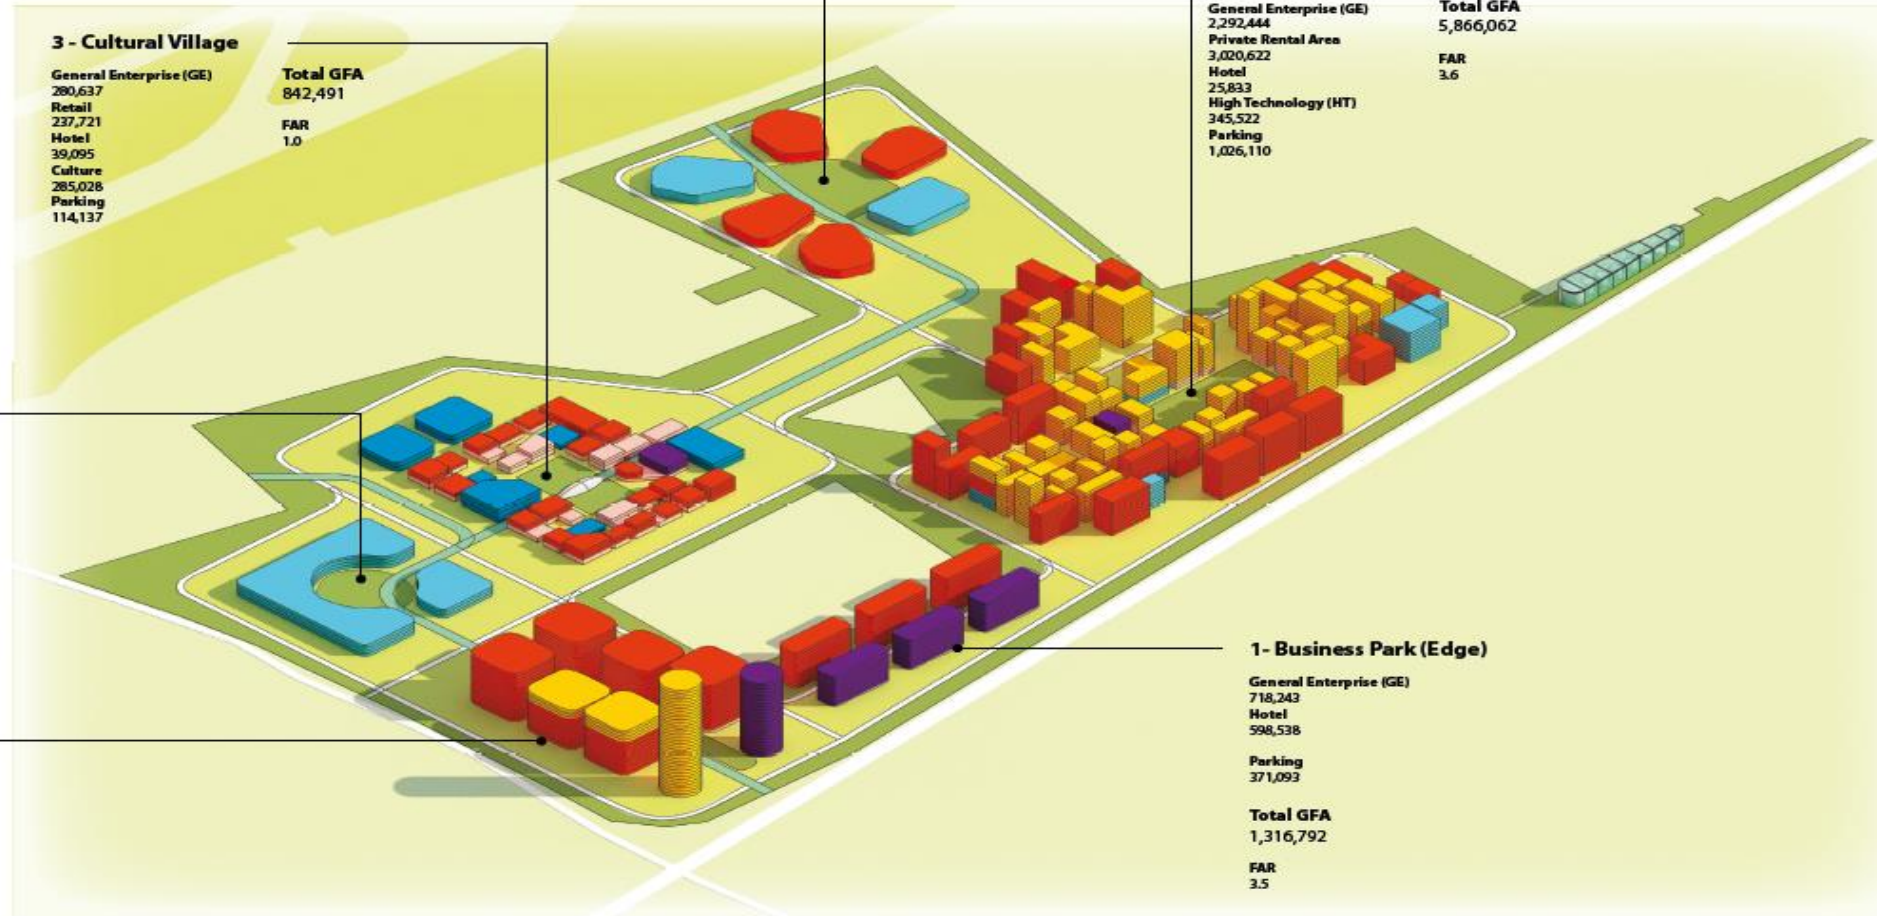 3 - Cultural Village
General Enterprise (GE)
280,637
Retail
237,721
Hotel
39,095
Culture
285,028
Parking
114,137
Total GFA
842,491
FAR
1.0
General Enterprise (GE)
2,292,444
Private Rental Area
3,020,622
Hotel
25,833
High Technology (HT)
345,522
Parking
1,026,110
Total GFA
5,866,062
FAR
3.6
1- Business Park (Edge)
General Enterprise (GE)
718,243
Hotel
598,538
Parking
371,093
Total GFA
1,316,792
FAR
3.5